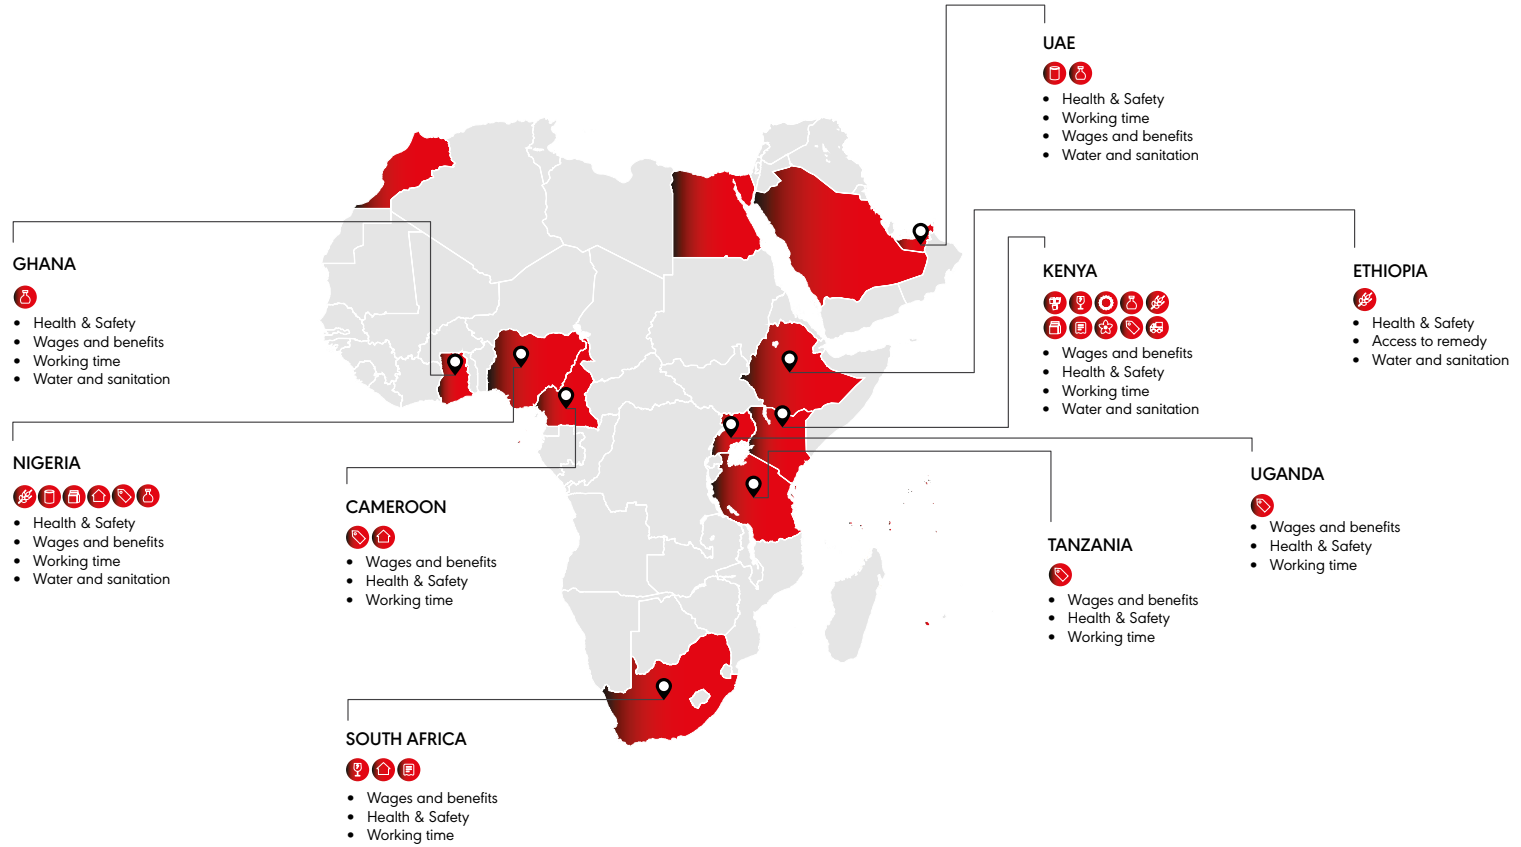 UAE
• Health & Safety
• Working time
• Wages and benefits
• Water and sanitation
GHANA
• Health & Safety
• Wages and benefits
• Working time
• Water and sanitation
KENYA
• Wages and benefits
• Health & Safety
• Working time
• Water and sanitation
ETHIOPIA
• Health & Safety
• Access to remedy
• Water and sanitation
NIGERIA
• Health & Safety
• Wages and benefits
• Working time
• Water and sanitation
CAMEROON
• Wages and benefits
• Health & Safety
• Working time
UGANDA
• Wages and benefits
• Health & Safety
• Working time
TANZANIA
• Wages and benefits
• Health & Safety
• Working time
SOUTH AFRICA
• Wages and benefits
• Health & Safety
• Working time